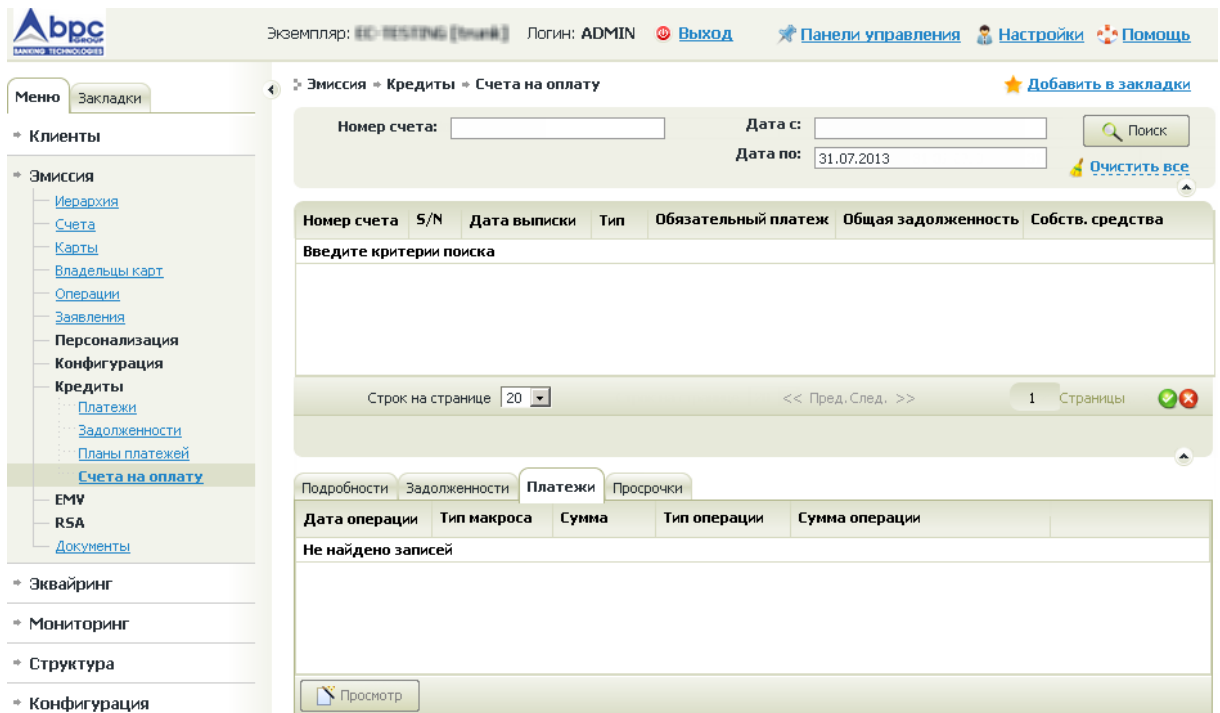 bpc
GROUP
BANKING TECHNOLOGIES
Экземпляр: Логин: ADMIN Выход Панели управления Настройки Помощь
Меню Закладки
Клиенты
Эмиссия
Иерархия
Счета
Карты
Владельцы карт
Операции
Заявления
Персонализация
Конфигурация
Кредиты
Платежи
Задолженности
Планы платежей
Счета на оплату
EMV
RSA
Документы
Эквайринг
Мониторинг
Структура
Конфигурация
Эмиссия Кредиты Счета на оплату Добавить в закладки
Номер счета: Дата с: Поиск
Дата по: 31.07.2013 Очистить все
Номер счета S/N Дата выписки Тип Обязательный платеж Общая задолженность Собств. средства
Введите критерии поиска
Строк на странице 20 << Пред. След. >> 1 Страницы
Подробности Задолженности Платежи Просрочки
Дата операции Тип макроса Сумма Тип операции Сумма операции
Не найдено записей
Просмотр